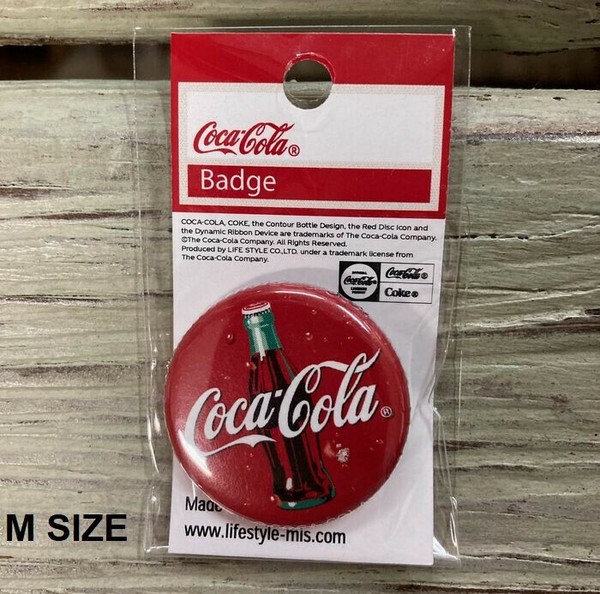 Coca-Cola®
Badge
COCA-COLA, COKE, the Contour Bottle Design, the Red Disc Icon and
the Dynamic Ribbon Device are trademarks of The Coca-Cola Company.
©The Coca-Cola Company. All Rights Reserved.
Produced by LIFE STYLE CO.,LTD. under a trademark license from
The Coca-Cola Company.
Coca-Cola
Coca-Cola®
Coke®
Coca-Cola®
Made
M SIZE
www.lifestyle-mis.com